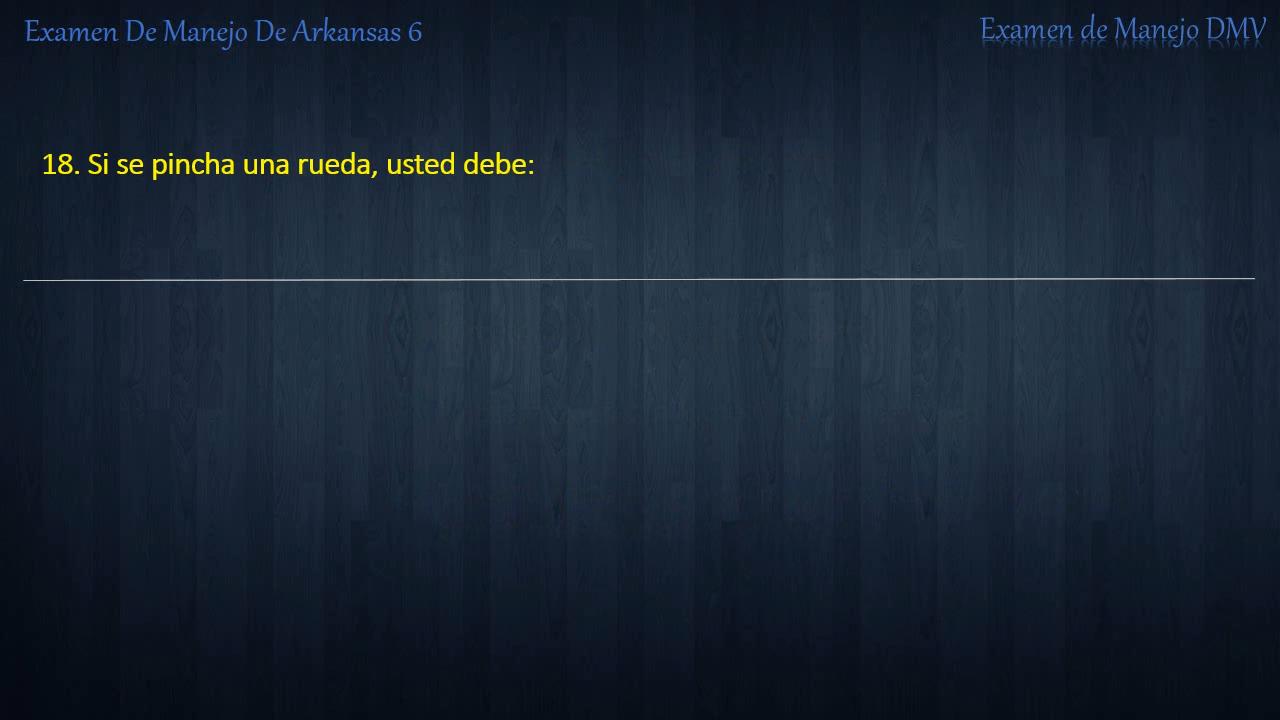 Examen De Manejo De Arkansas 6
Examen de Manejo DMV
18. Si se pincha una rueda, usted debe: